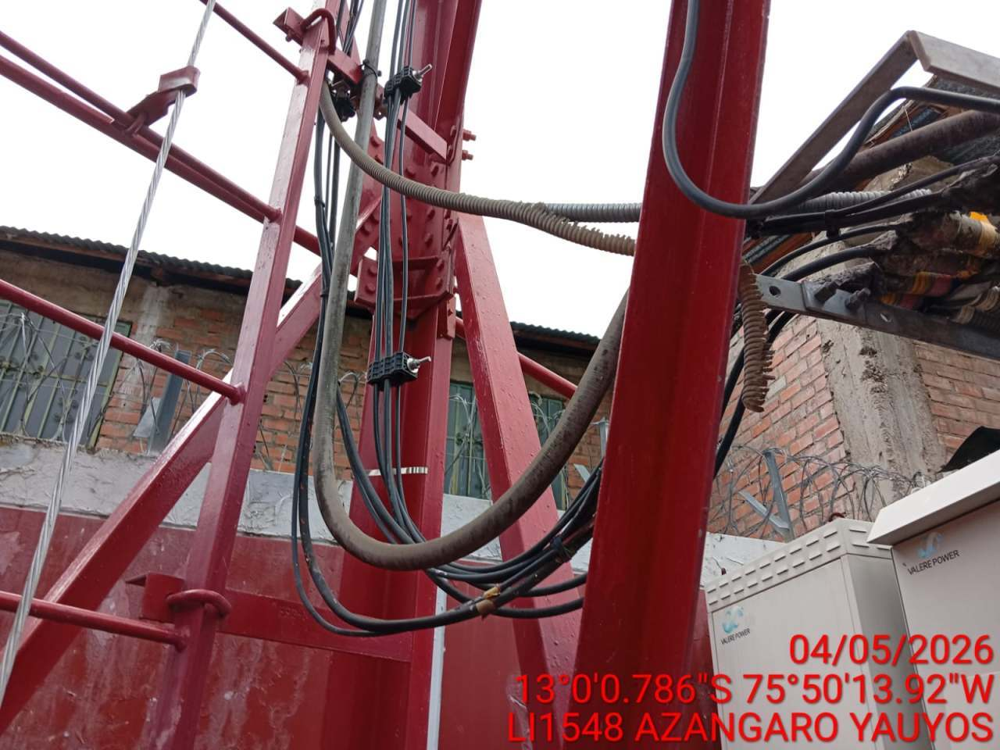 VALERE POWER
VALERE POWER
04/05/2026
13°0'0.786"S 75°50'13.92"W
LI1548 AZANGARO YAUYOS